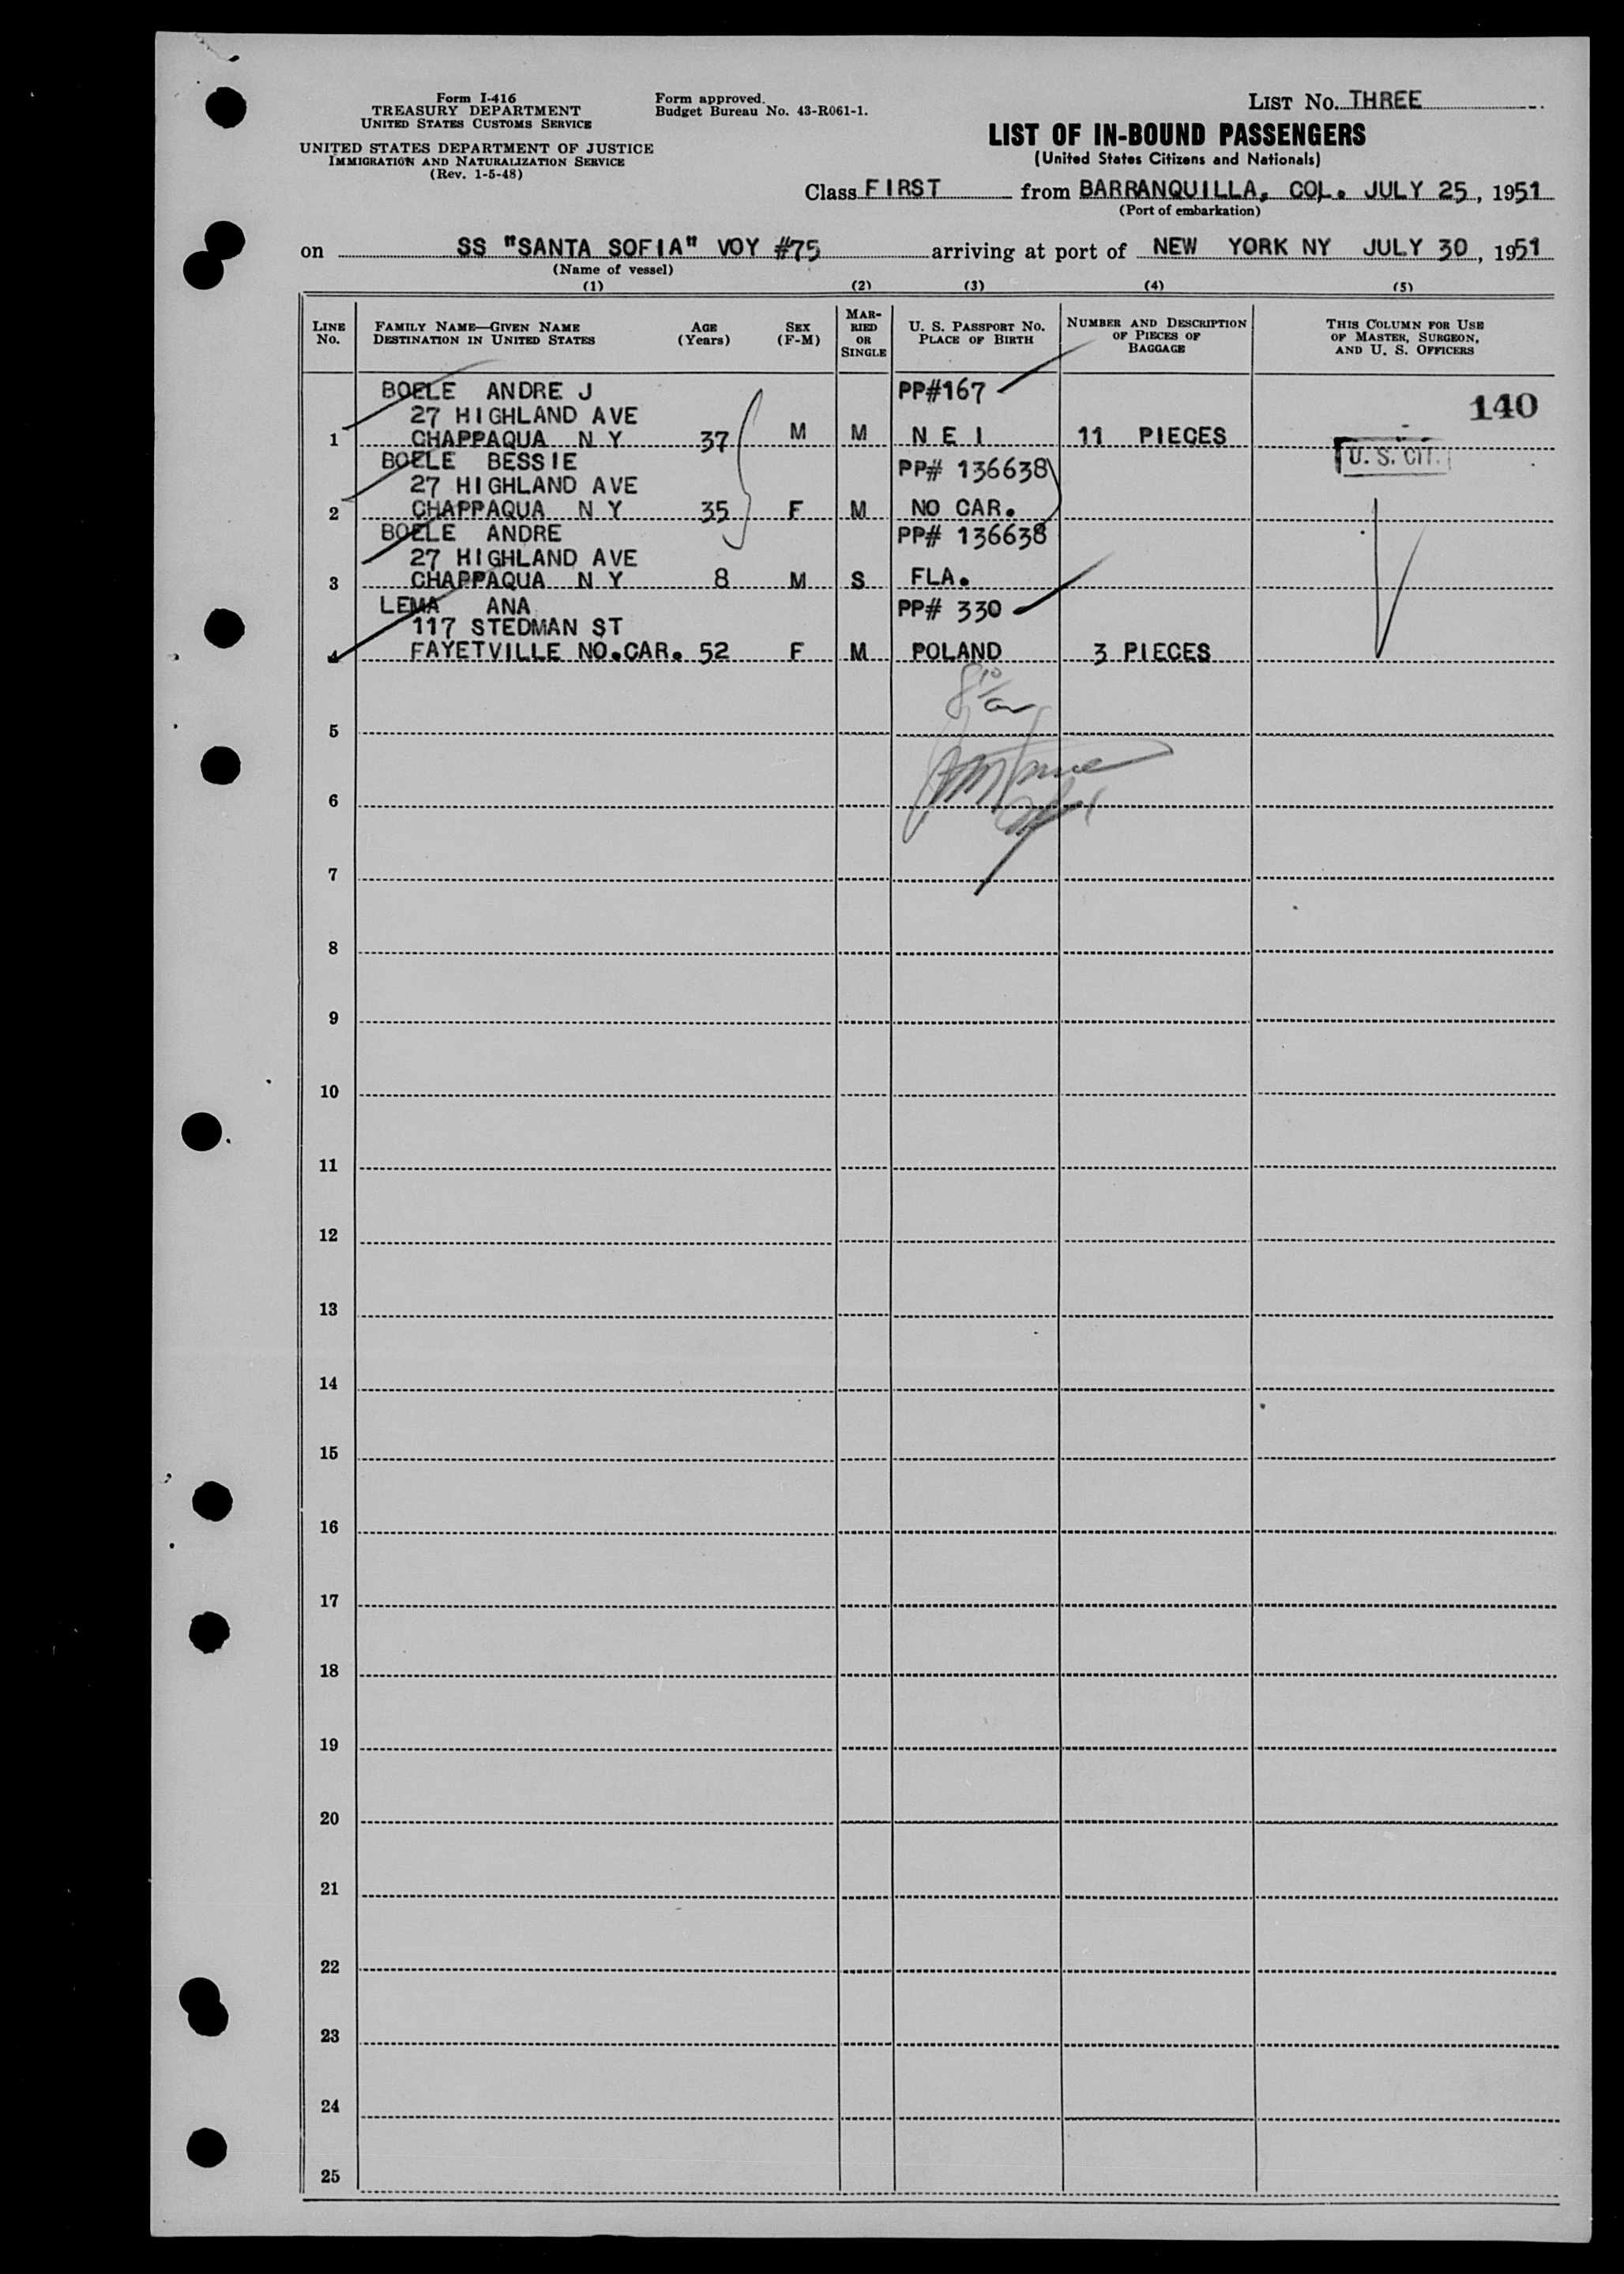 Form I-416
TREASURY DEPARTMENT
UNITED STATES CUSTOMS SERVICE
UNITED STATES DEPARTMENT OF JUSTICE
IMMIGRATION AND NATURALIZATION SERVICE
(Rev. 1-5-48)
Form approved.
Budget Bureau No. 43-R061-1.
LIST NO. THREE
LIST OF IN-BOUND PASSENGERS
(United States Citizens and Nationals)
Class FIRST from BARRANQUILLA, COL. JULY 25, 1951
(Port of embarkation)
on SS "SANTA SOFIA" VOY #75 arriving at port of NEW YORK NY JULY 30, 1951
(Name of vessel)
(1) (2) (3) (4) (5)
LINE NO. FAMILY NAME—GIVEN NAME DESTINATION IN UNITED STATES AGE (Years) SEX (F-M) MARRIED OR SINGLE U. S. PASSPORT NO. PLACE OF BIRTH NUMBER AND DESCRIPTION OF PIECES OF BAGGAGE THIS COLUMN FOR USE OF MASTER, SURGEON, AND U. S. OFFICERS
BOELE ANDRE J PP#167 140
27 HIGHLAND AVE
1 CHAPPAQUA N Y 37 M M N E I 11 PIECES
BOELE BESSIE PP# 136638 U. S. CIT.
27 HIGHLAND AVE
2 CHAPPAQUA N Y 35 F M NO CAR.
BOELE ANDRE PP# 136638
27 HIGHLAND AVE
3 CHAPPAQUA N Y 8 M S FLA.
LEMA ANA PP# 330
117 STEDMAN ST
4 FAYETVILLE NO.CAR. 52 F M POLAND 3 PIECES
5
6
7
8
9
10
11
12
13
14
15
16
17
18
19
20
21
22
23
24
25